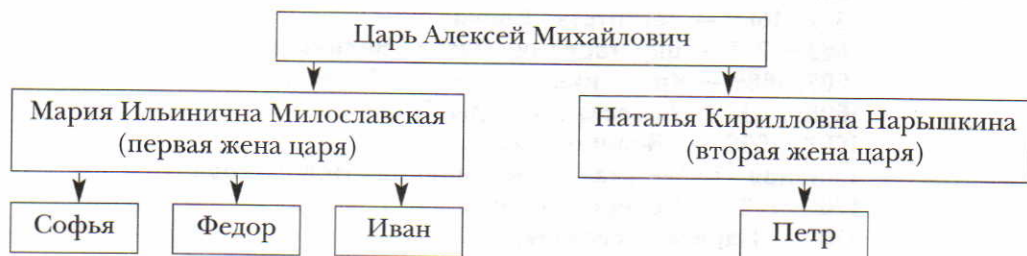 Царь Алексей Михайлович
Мария Ильинична Милославская
(первая жена царя)
Наталья Кирилловна Нарышкина
(вторая жена царя)
Софья
Федор
Иван
Петр